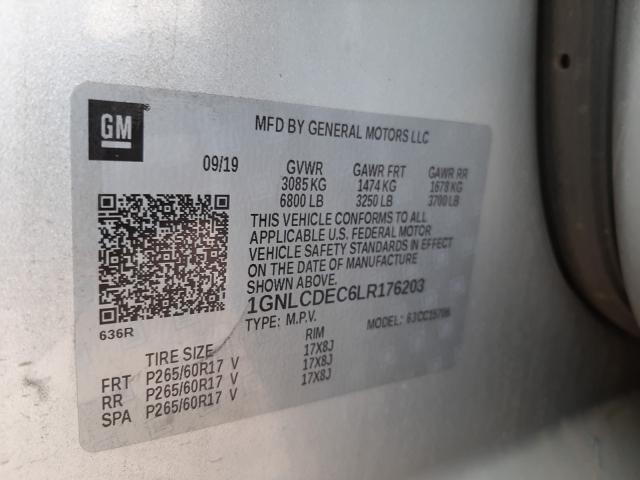 GM
MFD BY GENERAL MOTORS LLC
09/19 GVWR GAWR FRT GAWR RR
3085 KG 1474 KG 1678 KG
6800 LB 3250 LB 3700 LB
THIS VEHICLE CONFORMS TO ALL
APPLICABLE U.S. FEDERAL MOTOR
VEHICLE SAFETY STANDARDS IN EFFECT
ON THE DATE OF MANUFACTURE
SHOWN ABOVE.
1GNLCDEC6LR176203
TYPE: M.P.V. MODEL: 63CC15706
636R
TIRE SIZE RIM
FRT P265/60R17 V 17X8J
RR P265/60R17 V 17X8J
SPA P265/60R17 V 17X8J